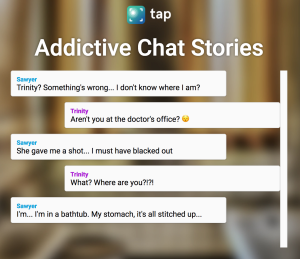 tap
Addictive Chat Stories
Sawyer
Trinity? Something's wrong... I don't know where I am?
Trinity
Aren't you at the doctor's office? 😟
Sawyer
She gave me a shot... I must have blacked out
Trinity
What? Where are you?!?!
Sawyer
I'm... I'm in a bathtub. My stomach, it's all stitched up...